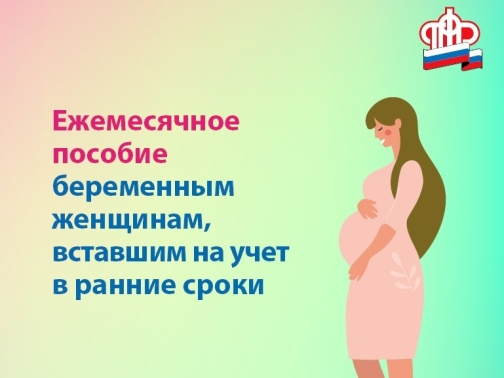 Ежемесячное
пособие
беременным
женщинам,
вставшим на учет
в ранние сроки